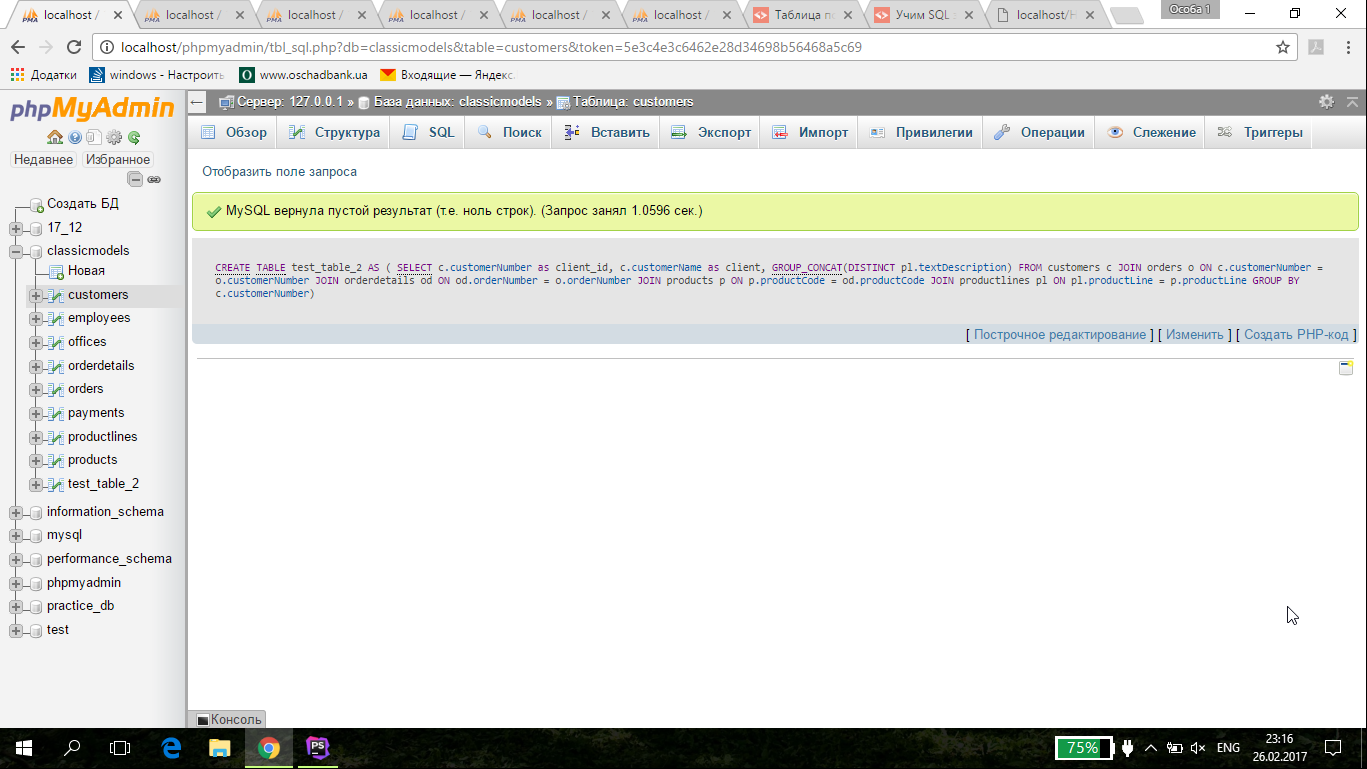 localhost /
localhost /
localhost /
localhost /
localhost /
localhost /
Таблица по
Учим SQL з
localhost/H
Особа 1
localhost/phpmyadmin/tbl_sql.php?db=classicmodels&table=customers&token=5e3c4e3c6462e28d34698b56468a5c69
Додатки
windows - Настроить
www.oschadbank.ua
Входящие — Яндекс.
phpMyAdmin
Недавнее Избранное
Создать БД
17_12
classicmodels
Новая
customers
employees
offices
orderdetails
orders
payments
productlines
products
test_table_2
information_schema
mysql
performance_schema
phpmyadmin
practice_db
test
Сервер: 127.0.0.1 » База данных: classicmodels » Таблица: customers
Обзор Структура SQL Поиск Вставить Экспорт Импорт Привилегии Операции Слежение Триггеры
Отобразить поле запроса
MySQL вернула пустой результат (т.е. ноль строк). (Запрос занял 1.0596 сек.)
CREATE TABLE test_table_2 AS ( SELECT c.customerNumber as client_id, c.customerName as client, GROUP_CONCAT(DISTINCT pl.textDescription) FROM customers c JOIN orders o ON c.customerNumber =
o.customerNumber JOIN orderdetails od ON od.orderNumber = o.orderNumber JOIN products p ON p.productCode = od.productCode JOIN productlines pl ON pl.productLine = p.productLine GROUP BY
c.customerNumber)
[ Построчное редактирование ] [ Изменить ] [ Создать PHP-код ]
Консоль
75%
ENG
23:16
26.02.2017